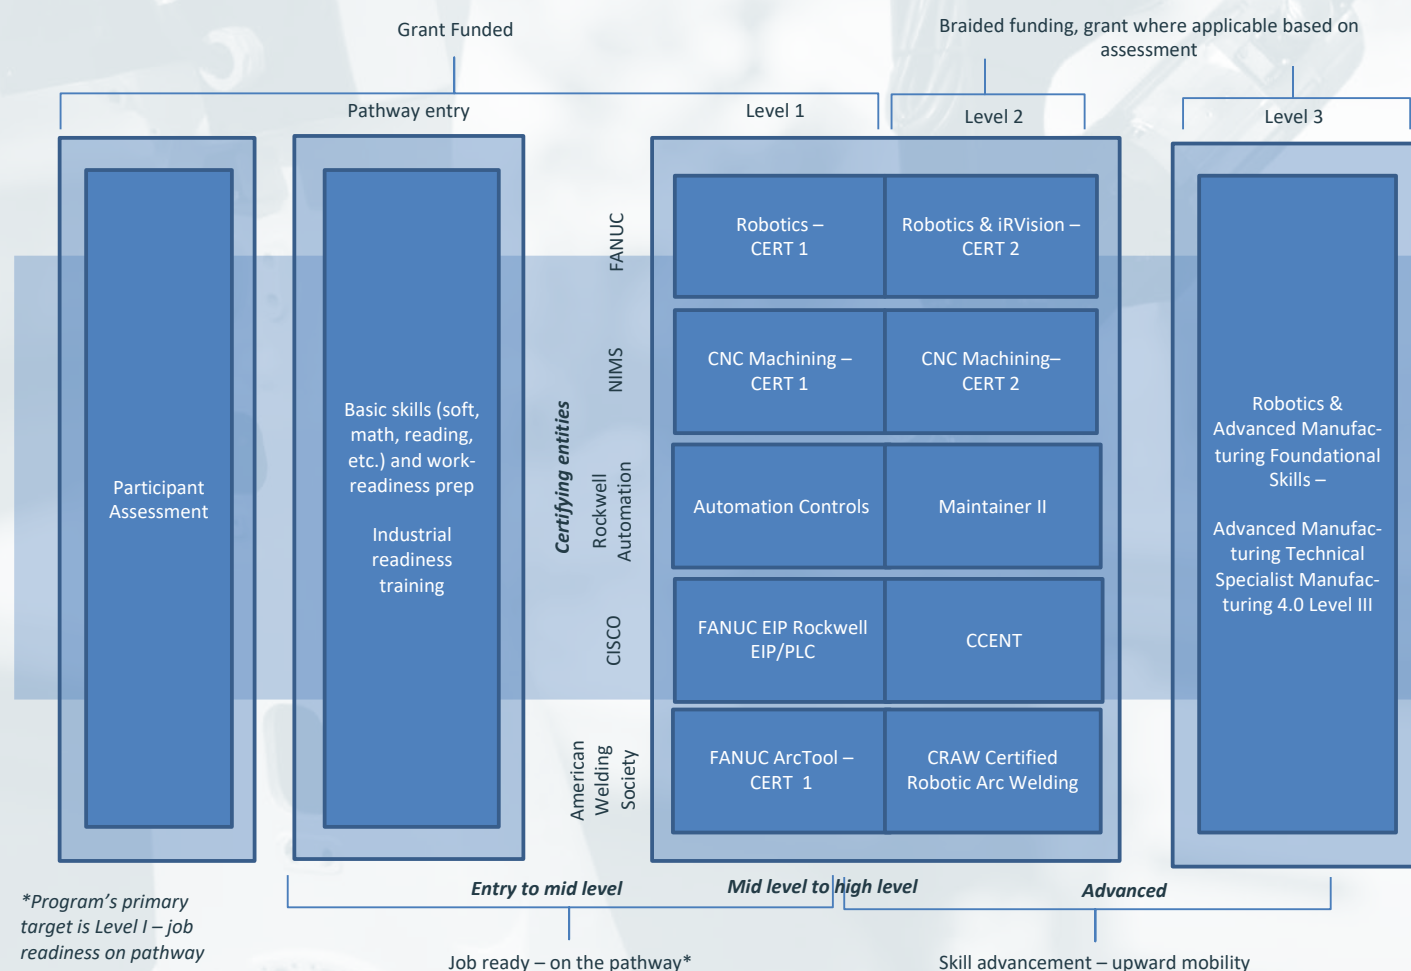 Grant Funded
Braided funding, grant where applicable based on
assessment
Pathway entry
Level 1
Level 2
Level 3
Participant
Assessment
Basic skills (soft,
math, reading,
etc.) and work-
readiness prep
Industrial
readiness
training
Certifying entities
FANUC
Robotics –
CERT 1
Robotics & iRVision –
CERT 2
NIMS
CNC Machining –
CERT 1
CNC Machining–
CERT 2
Rockwell
Automation
Automation Controls
Maintainer II
CISCO
FANUC EIP Rockwell
EIP/PLC
CCENT
American
Welding
Society
FANUC ArcTool –
CERT 1
CRAW Certified
Robotic Arc Welding
Robotics &
Advanced Manufac-
turing Foundational
Skills –
Advanced Manufac-
turing Technical
Specialist Manufac-
turing 4.0 Level III
Entry to mid level
Mid level to high level
Advanced
*Program's primary
target is Level I – job
readiness on pathway
Job ready – on the pathway*
Skill advancement – upward mobility